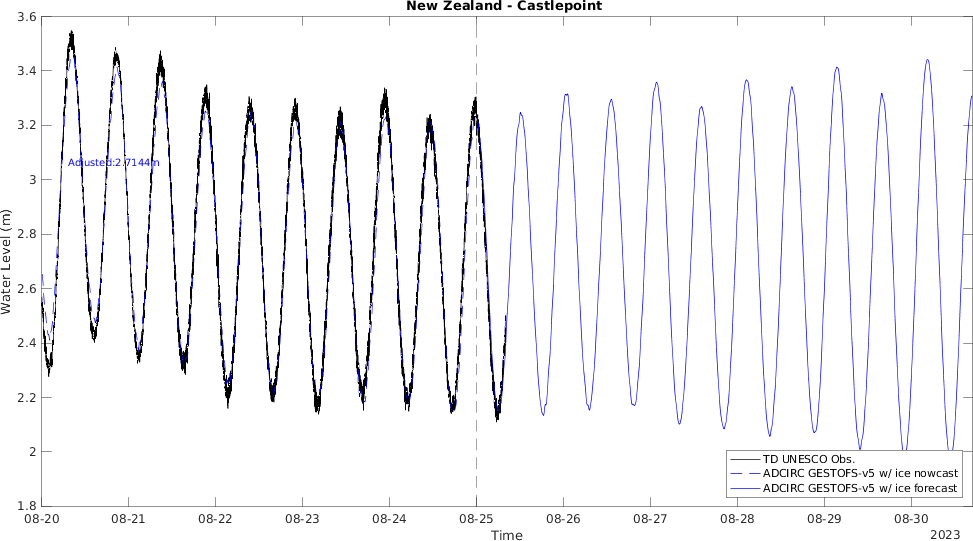 New Zealand - Castlepoint
3.6
3.4
3.2
3
2.8
2.6
2.4
2.2
2
1.8
Water Level (m)
Adjusted:2.7144m
TD UNESCO Obs.
ADCIRC GESTOFS-v5 w/ ice nowcast
ADCIRC GESTOFS-v5 w/ ice forecast
08-20 08-21 08-22 08-23 08-24 08-25 08-26 08-27 08-28 08-29 08-30
Time
2023